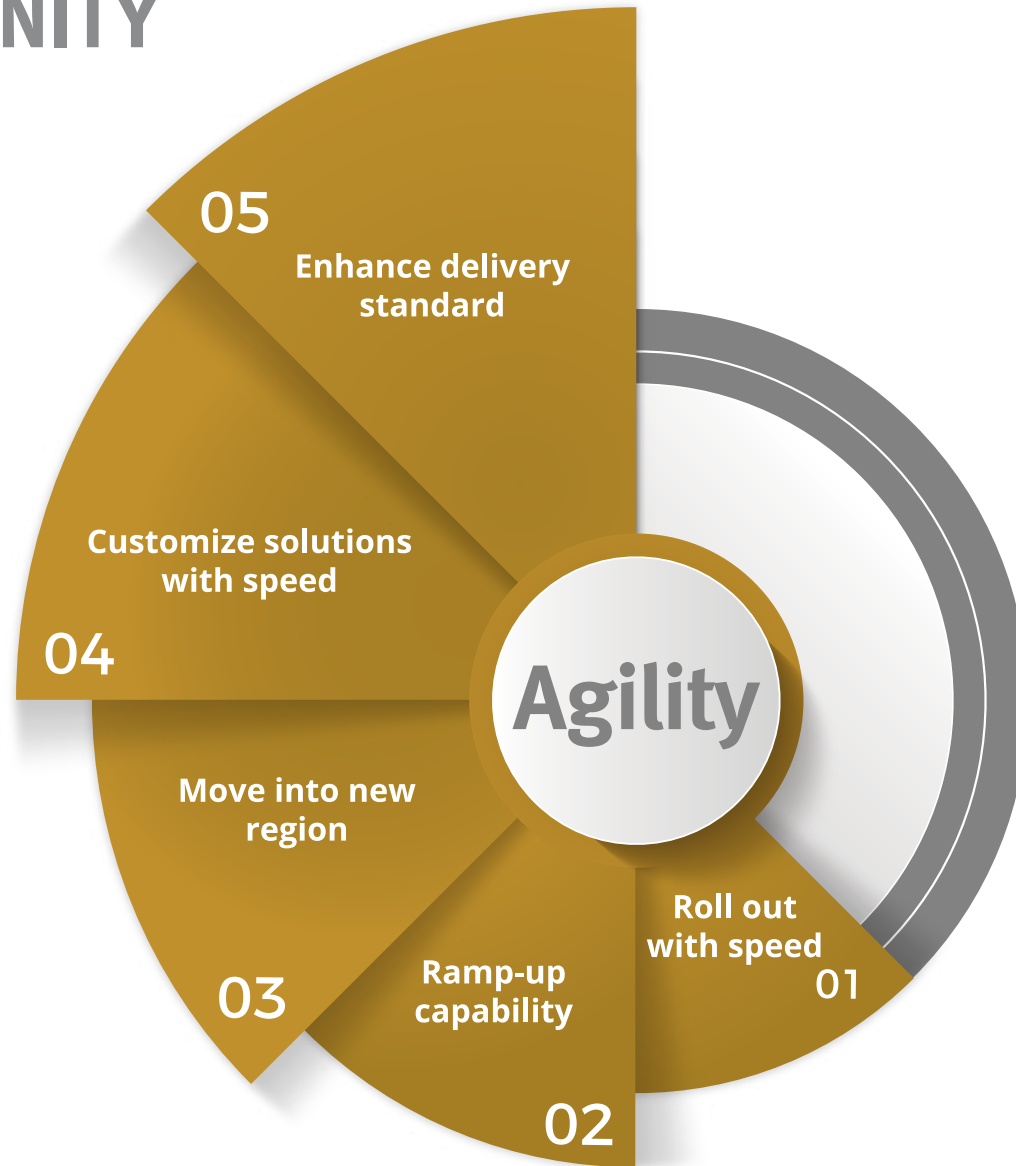 NITY
05
Enhance delivery
standard
Customize solutions
with speed
04
Agility
Move into new
region
03
Roll out
with speed
01
Ramp-up
capability
02